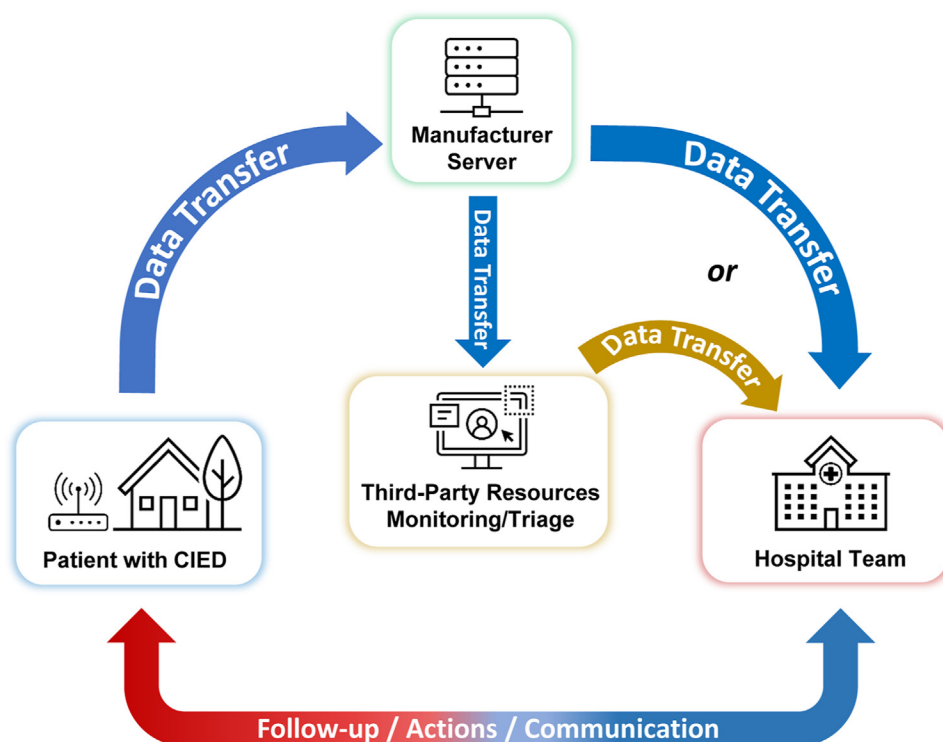 Manufacturer
Server
Data Transfer
Data Transfer
Data Transfer
or
Data Transfer
Third-Party Resources
Monitoring/Triage
Patient with CIED
Hospital Team
Follow-up / Actions / Communication